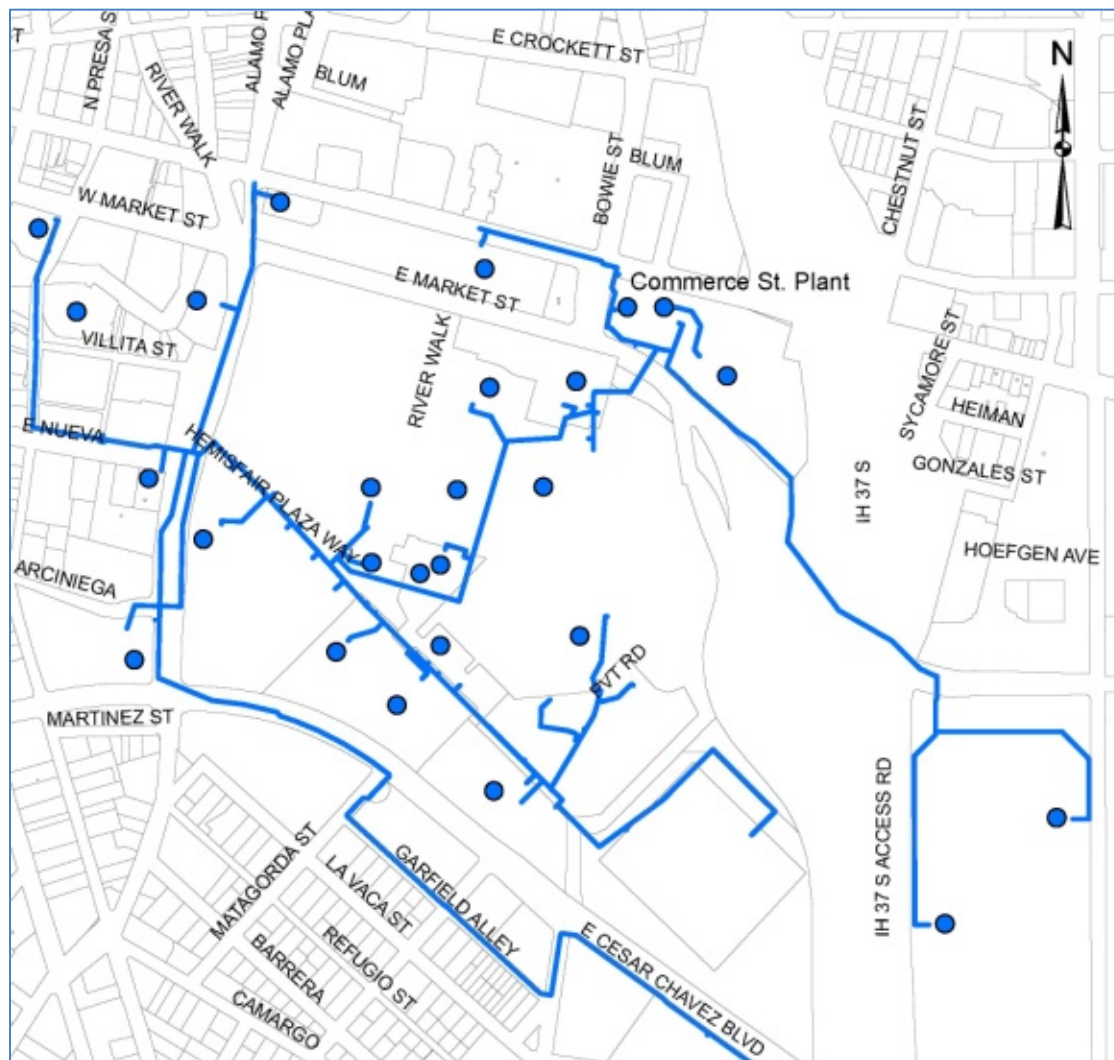 T
N PRESA S
RIVER WALK
ALAMO P
ALAMO PLA
BLUM
E CROCKETT ST
N
BOWIE ST
BLUM
CHESTNUT ST
W MARKET ST
E MARKET ST
Commerce St. Plant
VILLITA ST
RIVER WALK
SYCAMORE ST
HEIMAN
GONZALES ST
E NUEVA
HEMISFAIR PLAZA WAY
IH 37 S
HOEFGEN AVE
ARCINIEGA
PVT RD
MARTINEZ ST
IH 37 S ACCESS RD
MATAGORDA ST
GARFIELD ALLEY
LA VACA ST
REFUGIO ST
BARRERA
CAMARGO
E CESAR CHAVEZ BLVD